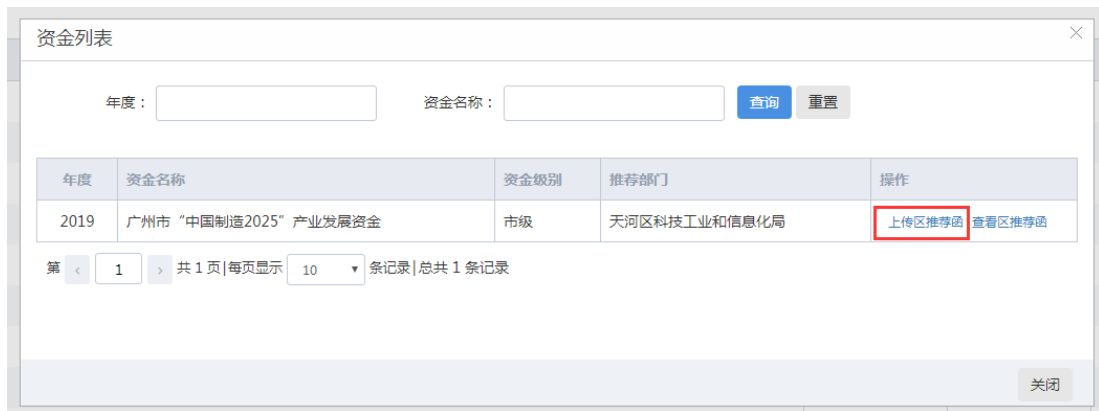 资金列表
年度： 资金名称： 查询 重置
年度 资金名称 资金级别 推荐部门 操作
2019 广州市“中国制造2025”产业发展资金 市级 天河区科技工业和信息化局 上传区推荐函 查看区推荐函
第 1 共 1 页|每页显示 10 条记录|总共 1 条记录
关闭